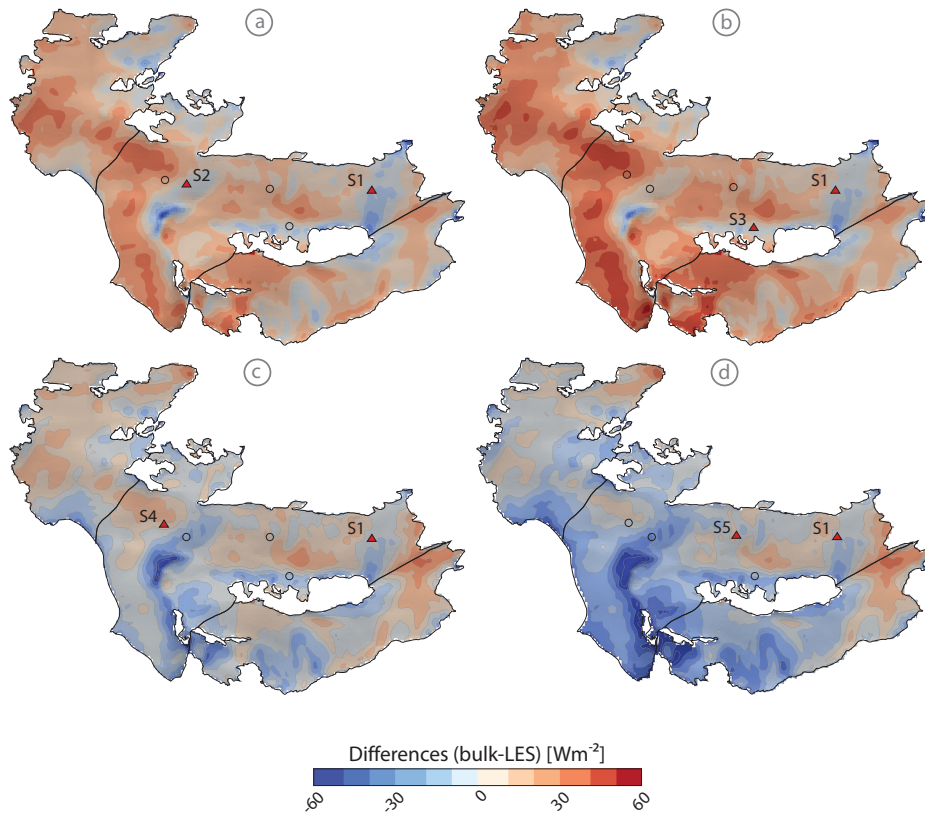 a
b
S2
S1
S1
S3
c
d
S4
S1
S5
S1
Differences (bulk-LES) [Wm⁻²]
-60
-30
0
30
60